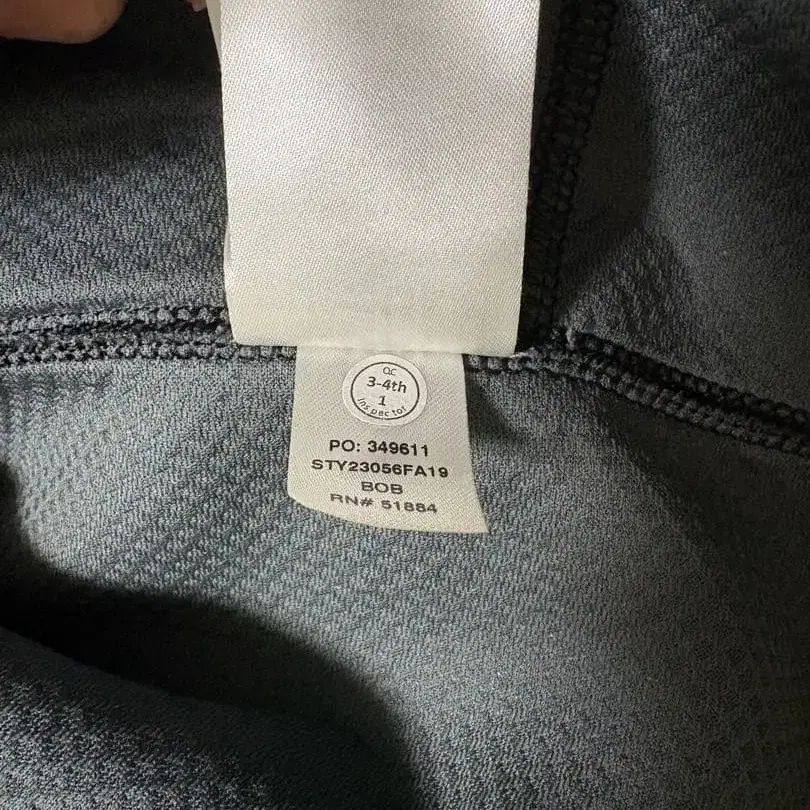 QC
3-4th
1
Inspector
PO: 349611
STY23056FA19
BOB
RN# 51884